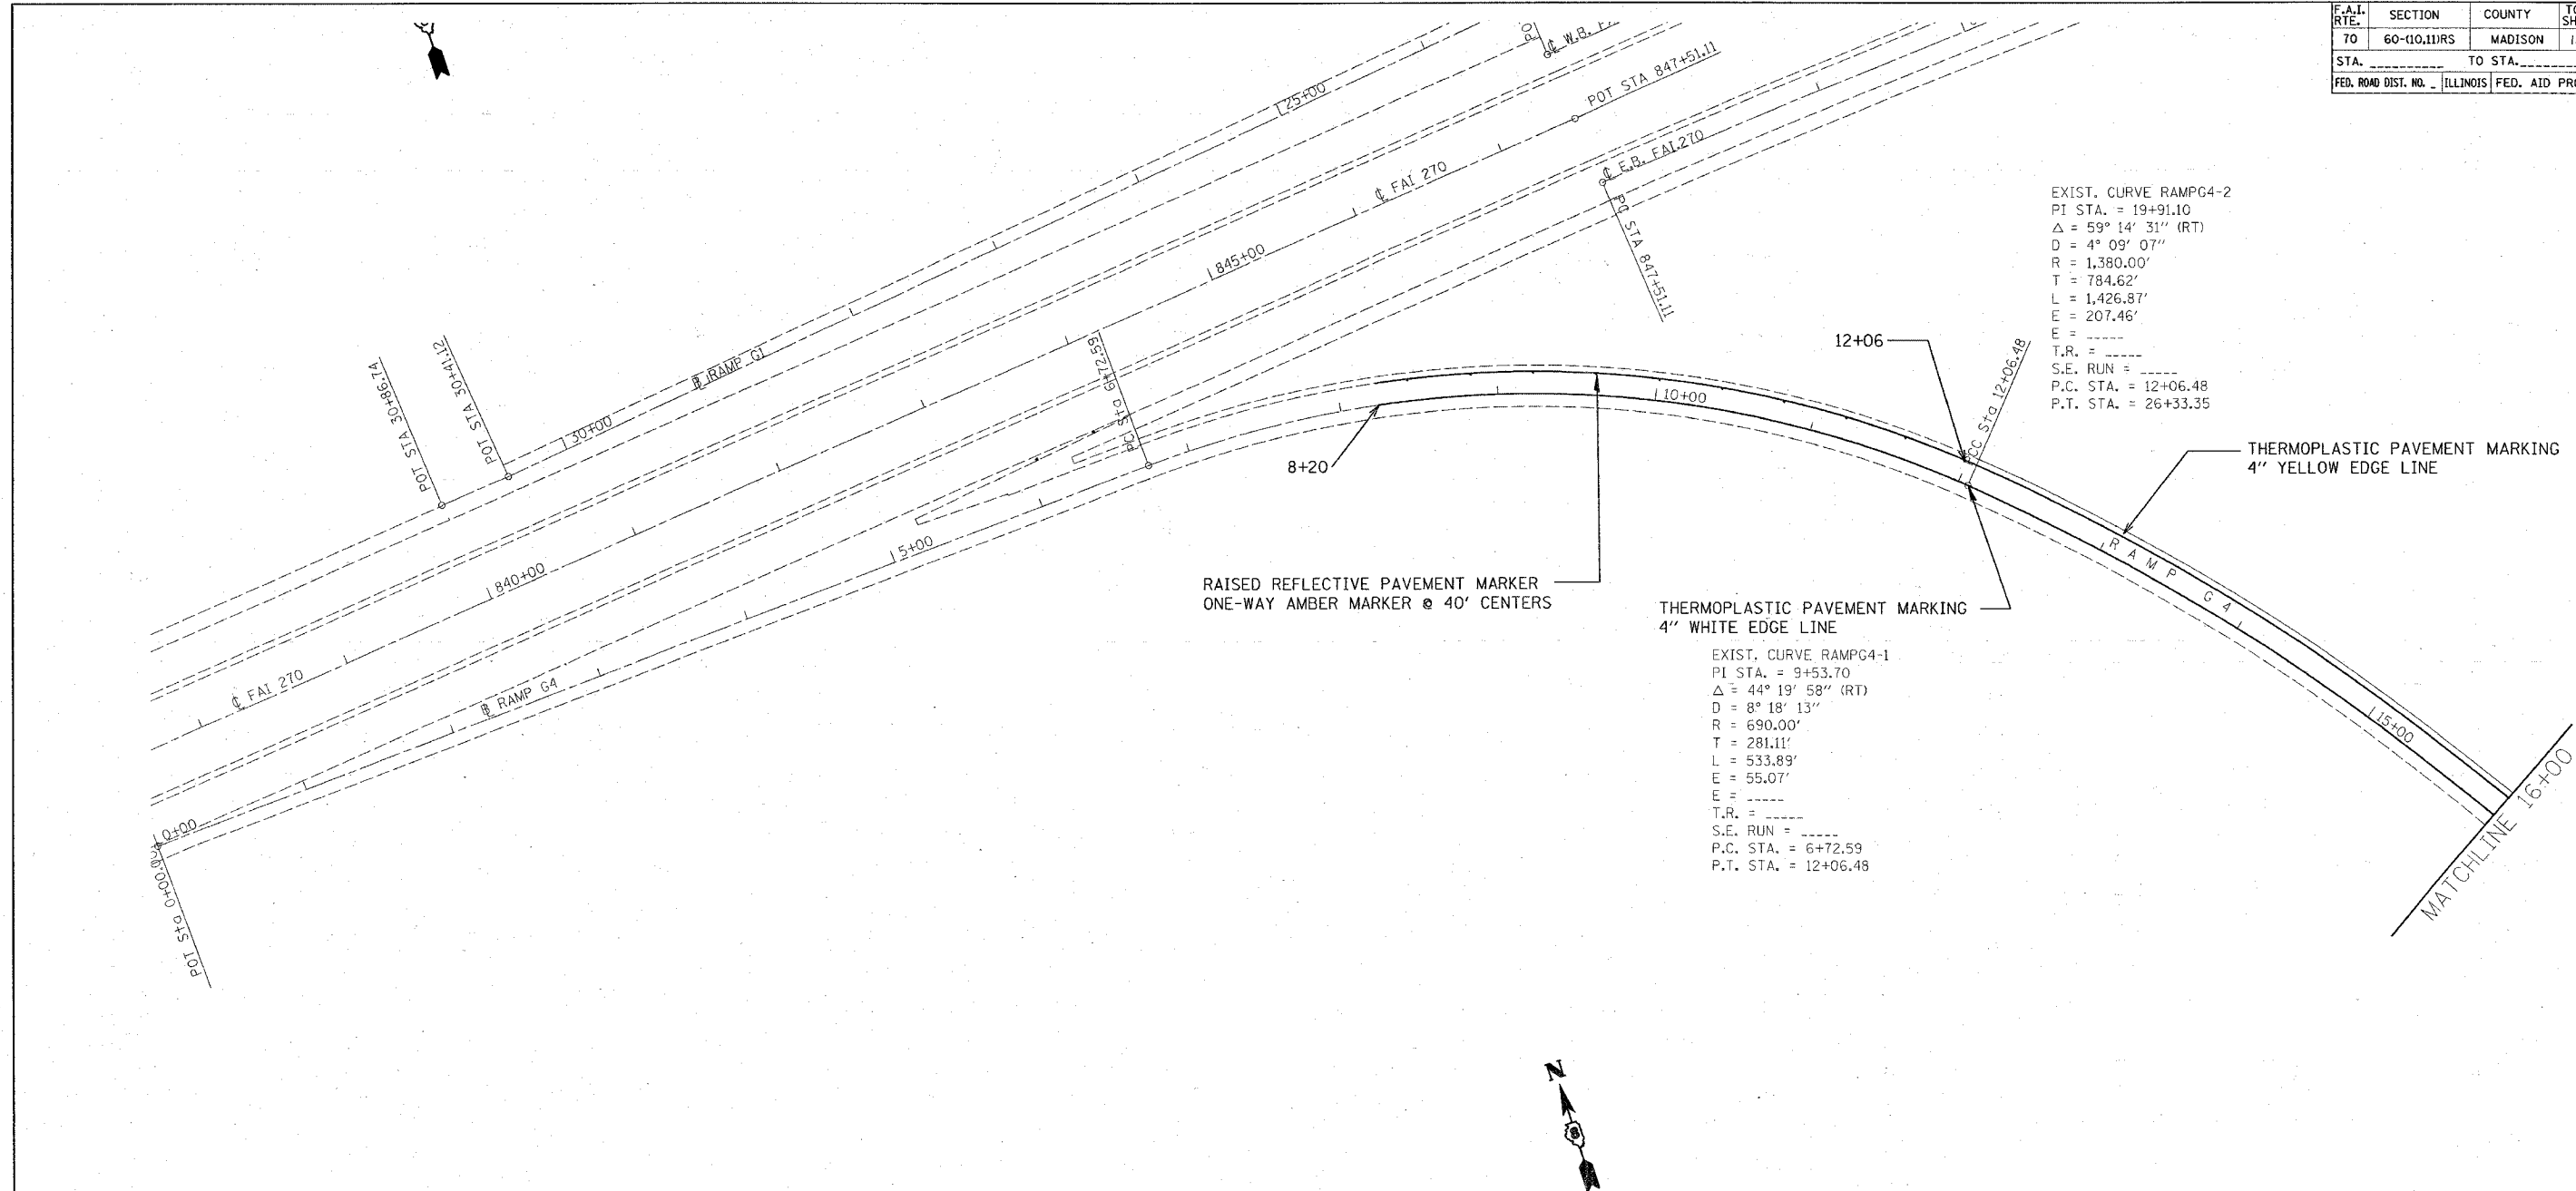 F.A.I. RTE.
SECTION
COUNTY
70
60-(10,11)RS
MADISON
STA. __________ TO STA.
FED. ROAD DIST. NO. _
ILLINOIS
FED. AID
25+00
℄ W.B.
POT STA 847+51.11
℄ E.B. FAI 270
℄ FAI 270
PC STA 847+51.11
845+00
POT STA 30+86.74
POT STA 30+41.12
RAMP G1
30+00
PC Sta 6+72.59
840+00
5+00
℄ FAI 270
RAMP G4
0+00
POT Sta 0+00.00
8+20
10+00
12+06
PCC Sta 12+06.48
EXIST. CURVE RAMPG4-2
PI STA. = 19+91.10
Δ = 59° 14' 31" (RT)
D = 4° 09' 07"
R = 1,380.00'
T = 784.62'
L = 1,426.87'
E = 207.46'
E = _____
T.R. = _____
S.E. RUN = _____
P.C. STA. = 12+06.48
P.T. STA. = 26+33.35
THERMOPLASTIC PAVEMENT MARKING
4" YELLOW EDGE LINE
RAISED REFLECTIVE PAVEMENT MARKER
ONE-WAY AMBER MARKER @ 40' CENTERS
THERMOPLASTIC PAVEMENT MARKING
4" WHITE EDGE LINE
EXIST. CURVE RAMPG4-1
PI STA. = 9+53.70
Δ = 44° 19' 58" (RT)
D = 8° 18' 13"
R = 690.00'
T = 281.11'
L = 533.89'
E = 55.07'
E = _____
T.R. = _____
S.E. RUN = _____
P.C. STA. = 6+72.59
P.T. STA. = 12+06.48
RAMP G4
15+00
MATCHLINE 16+00
N
8